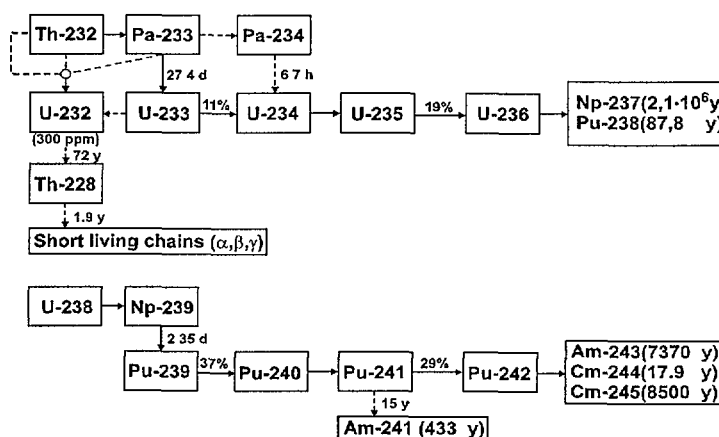 Th-232 Pa-233 Pa-234
27 4 d 6 7 h
U-232 U-233 11% U-234 U-235 19% U-236 Np-237(2,1·10⁶y)
Pu-238(87,8 y)
(300 ppm)
72 y
Th-228
1.9 y
Short living chains (α,β,γ)
U-238 Np-239
2 35 d
Pu-239 37% Pu-240 Pu-241 29% Pu-242 Am-243(7370 y)
Cm-244(17.9 y)
Cm-245(8500 y)
15 y
Am-241 (433 y)